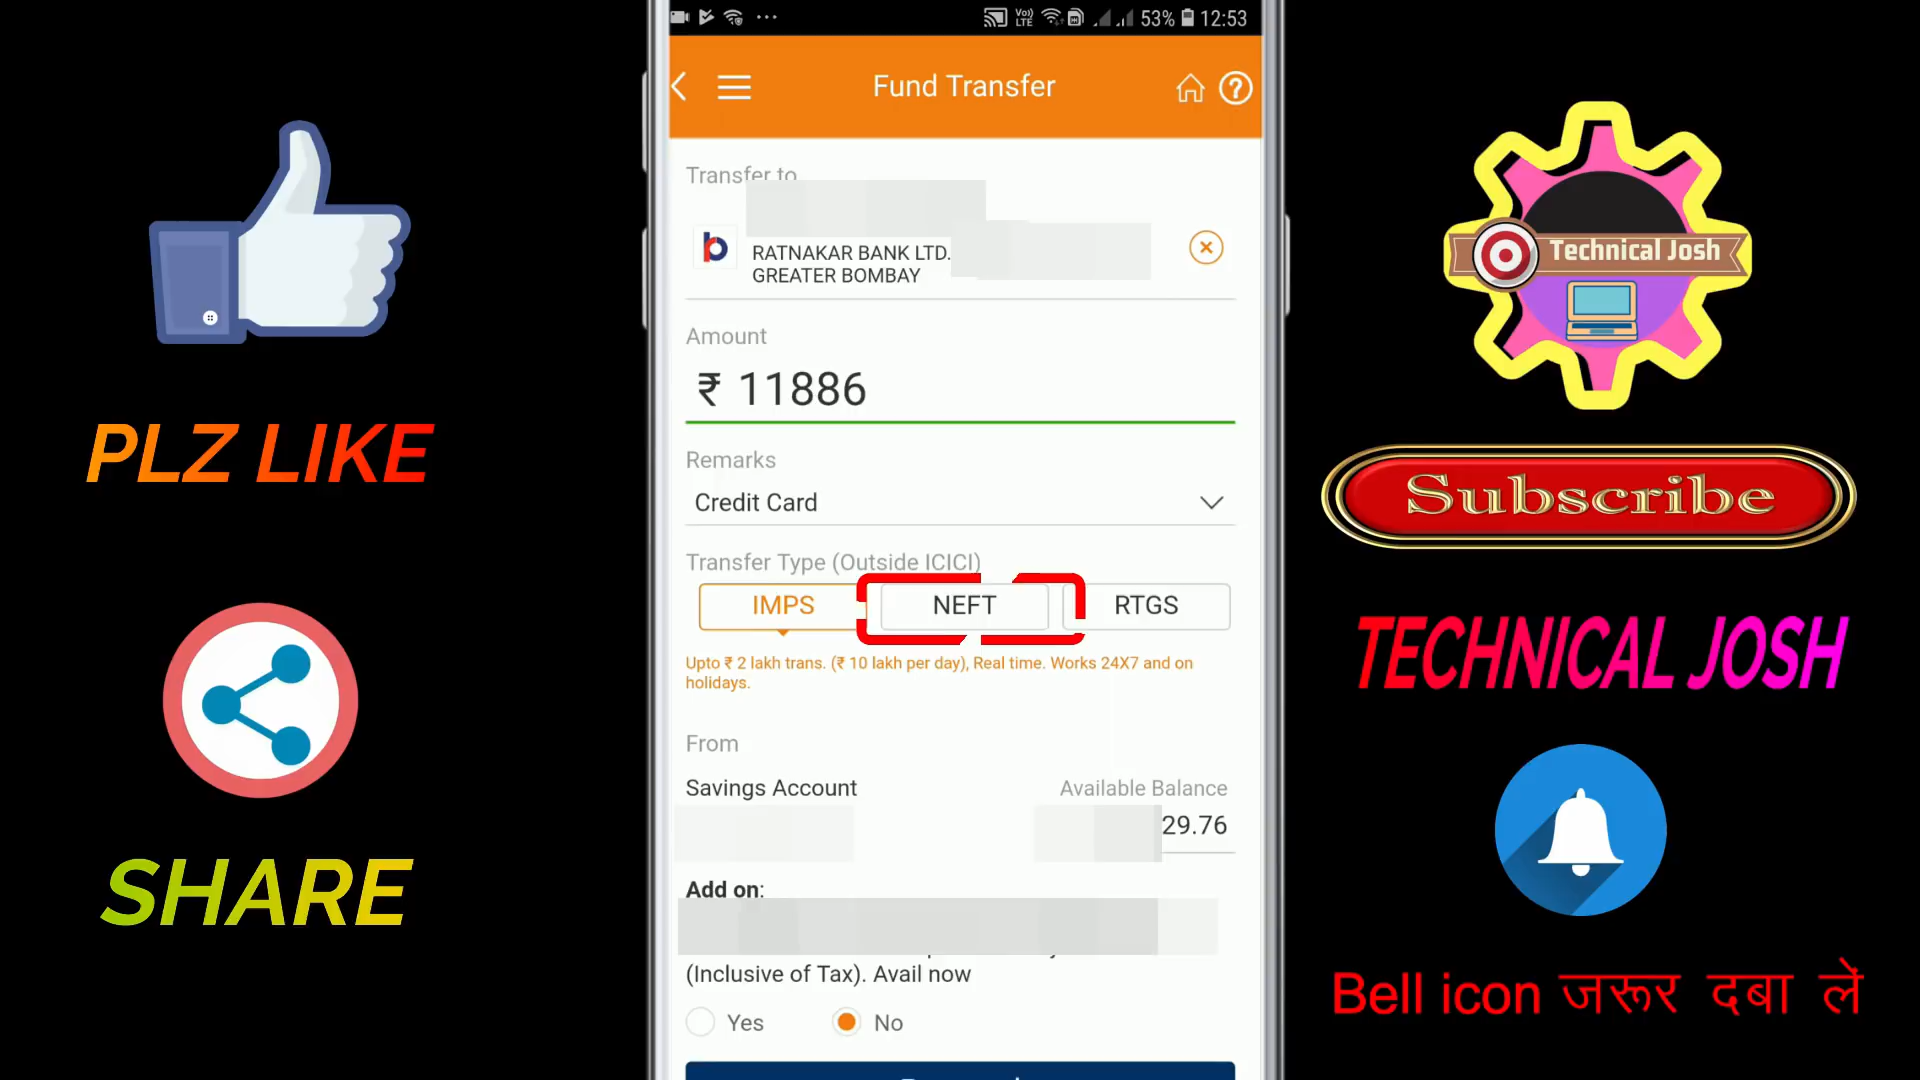 Vo)) LTE 53% 12:53
Fund Transfer
?
Transfer to
RATNAKAR BANK LTD.
GREATER BOMBAY
Amount
₹ 11886
Remarks
Credit Card
Transfer Type (Outside ICICI)
IMPS NEFT RTGS
Upto ₹ 2 lakh trans. (₹ 10 lakh per day), Real time. Works 24X7 and on
holidays.
From
Savings Account Available Balance
29.76
Add on:
(Inclusive of Tax). Avail now
Yes No
PLZ LIKE
SHARE
Technical Josh
Subscribe
TECHNICAL JOSH
Bell icon जरूर दबा लें